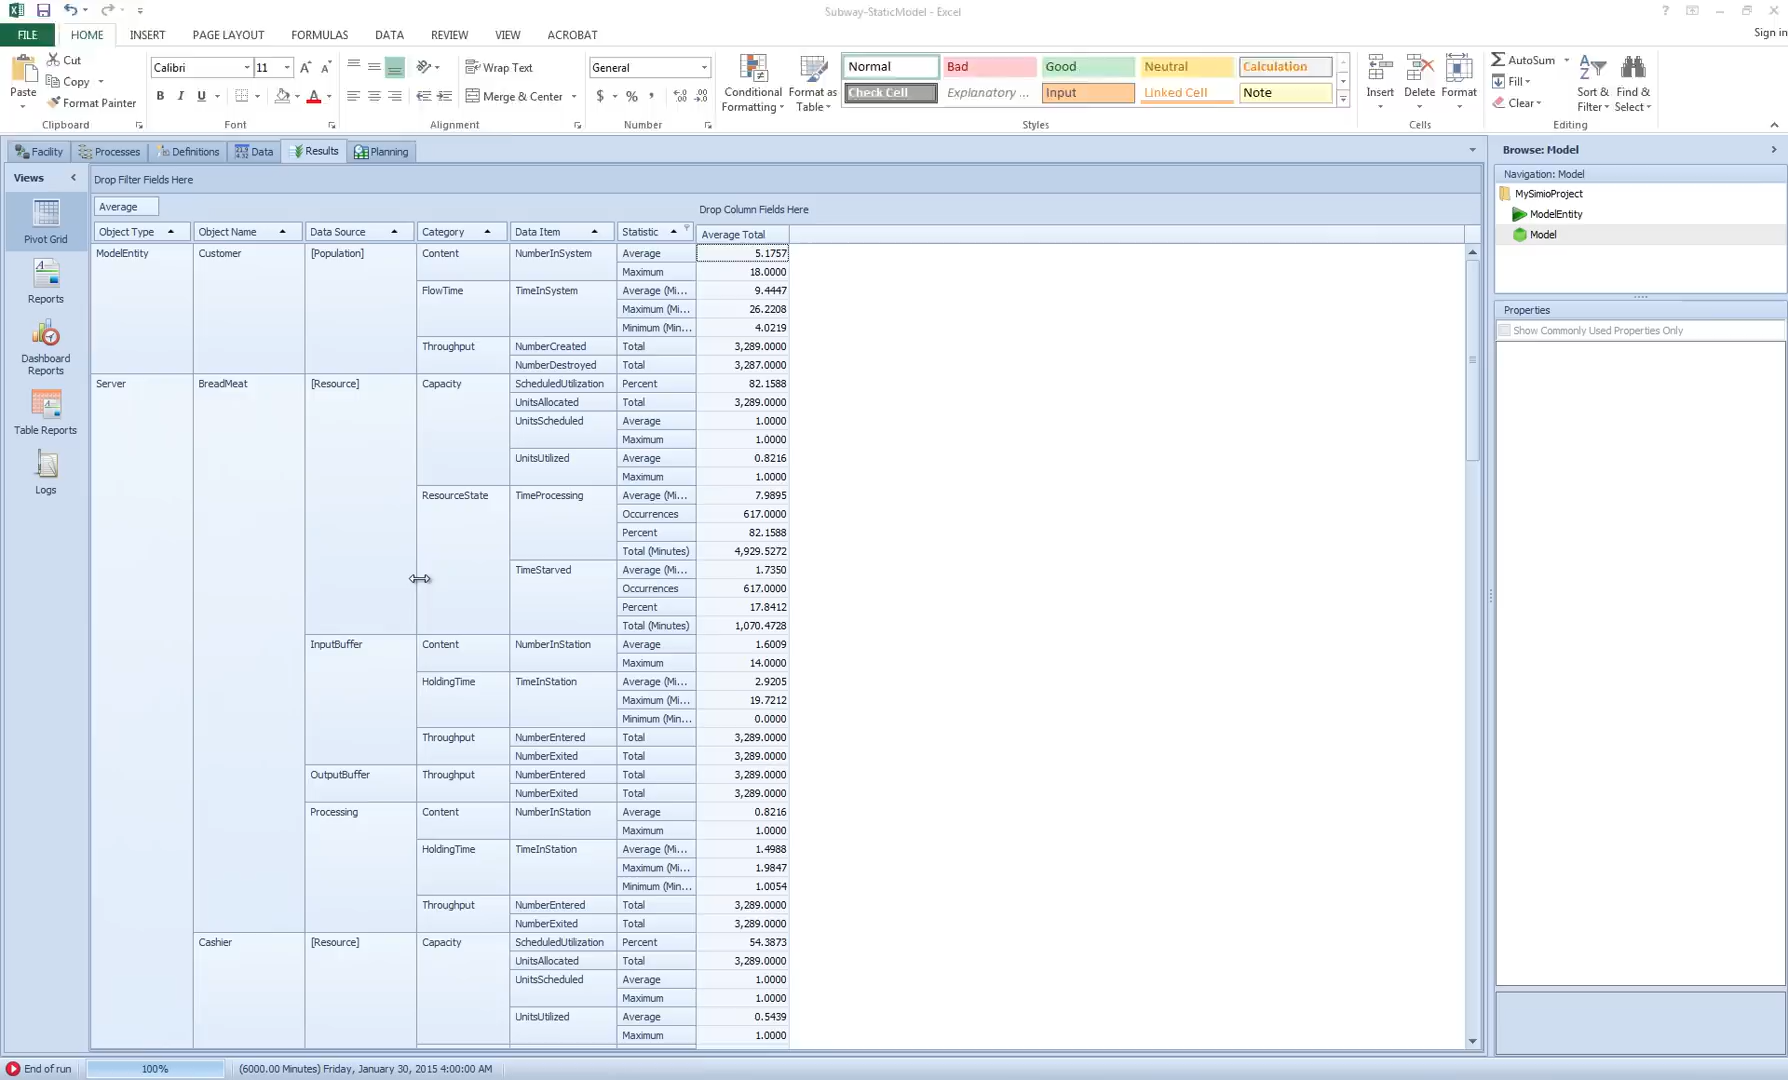 Subway-StaticModel - Excel
?
FILE HOME INSERT PAGE LAYOUT FORMULAS DATA REVIEW VIEW ACROBAT Sign in
Paste
Cut
Copy
Format Painter
Clipboard
Calibri 11
B I U
Font
Wrap Text
Merge & Center
Alignment
General
$ % ,
Number
Conditional Formatting
Format as Table
Normal Bad Good Neutral Calculation
Check Cell Explanatory ... Input Linked Cell Note
Styles
Insert Delete Format
Cells
AutoSum
Fill
Clear
Sort & Filter
Find & Select
Editing
Facility Processes Definitions Data Results Planning
Views
Pivot Grid
Reports
Dashboard Reports
Table Reports
Logs
Drop Filter Fields Here
Average
Drop Column Fields Here
Object Type Object Name Data Source Category Data Item Statistic Average Total
ModelEntity Customer [Population] Content NumberInSystem Average 5.1757
Maximum 18.0000
FlowTime TimeInSystem Average (Mi... 9.4447
Maximum (Mi... 26.2208
Minimum (Min... 4.0219
Throughput NumberCreated Total 3,289.0000
NumberDestroyed Total 3,287.0000
Server BreadMeat [Resource] Capacity ScheduledUtilization Percent 82.1588
UnitsAllocated Total 3,289.0000
UnitsScheduled Average 1.0000
Maximum 1.0000
UnitsUtilized Average 0.8216
Maximum 1.0000
ResourceState TimeProcessing Average (Mi... 7.9895
Occurrences 617.0000
Percent 82.1588
Total (Minutes) 4,929.5272
TimeStarved Average (Mi... 1.7350
Occurrences 617.0000
Percent 17.8412
Total (Minutes) 1,070.4728
InputBuffer Content NumberInStation Average 1.6009
Maximum 14.0000
HoldingTime TimeInStation Average (Mi... 2.9205
Maximum (Mi... 19.7212
Minimum (Min... 0.0000
Throughput NumberEntered Total 3,289.0000
NumberExited Total 3,289.0000
OutputBuffer Throughput NumberEntered Total 3,289.0000
NumberExited Total 3,289.0000
Processing Content NumberInStation Average 0.8216
Maximum 1.0000
HoldingTime TimeInStation Average (Mi... 1.4988
Maximum (Mi... 1.9847
Minimum (Min... 1.0054
Throughput NumberEntered Total 3,289.0000
NumberExited Total 3,289.0000
Cashier [Resource] Capacity ScheduledUtilization Percent 54.3873
UnitsAllocated Total 3,289.0000
UnitsScheduled Average 1.0000
Maximum 1.0000
UnitsUtilized Average 0.5439
Maximum 1.0000
Browse: Model
Navigation: Model
MySimioProject
ModelEntity
Model
Properties
Show Commonly Used Properties Only
End of run 100% (6000.00 Minutes) Friday, January 30, 2015 4:00:00 AM